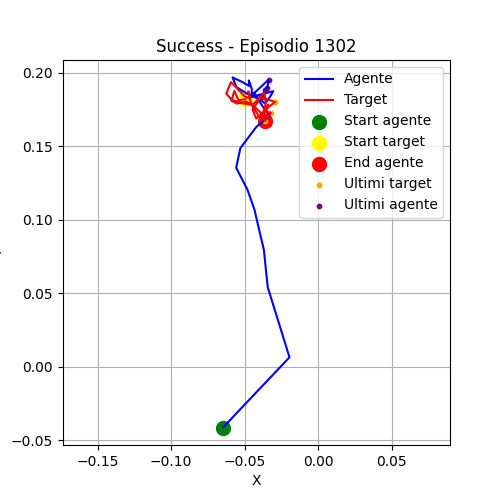 Success - Episodio 1302
Agente
Target
Start agente
Start target
End agente
Ultimi target
Ultimi agente
0.20
0.15
0.10
0.05
0.00
−0.05
−0.15
−0.10
−0.05
0.00
0.05
X